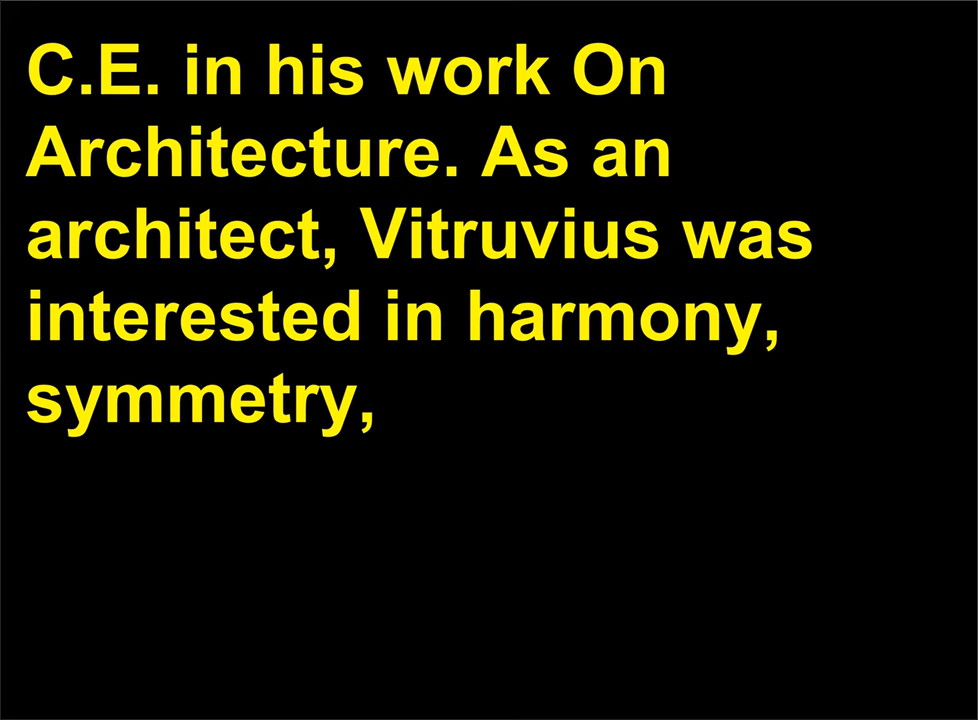 C.E. in his work On
Architecture. As an
architect, Vitruvius was
interested in harmony,
symmetry,